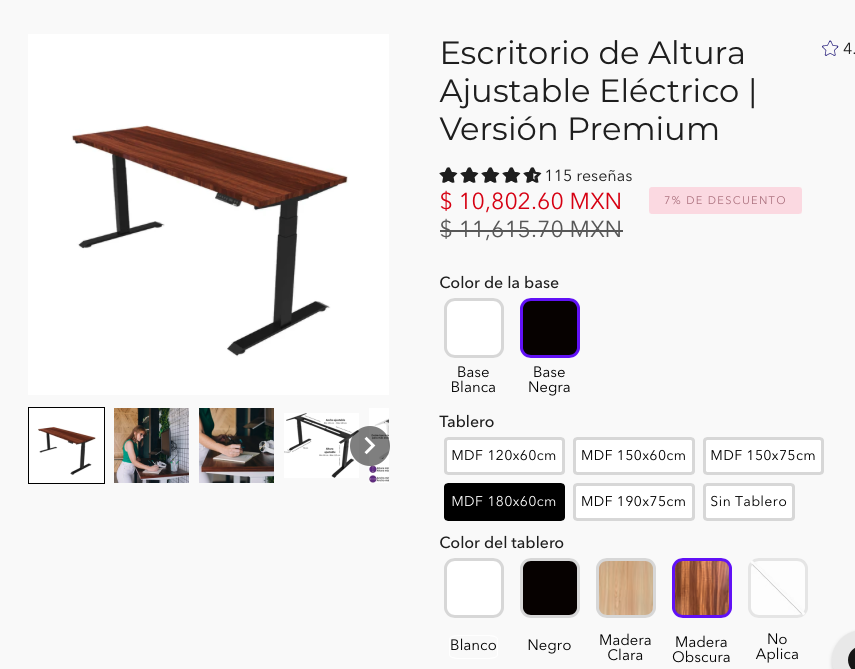 Escritorio de Altura
Ajustable Eléctrico |
Versión Premium
4.
115 reseñas
$ 10,802.60 MXN
7% DE DESCUENTO
$ 11,615.70 MXN
Color de la base
Base
Blanca
Base
Negra
Tablero
MDF 120x60cm
MDF 150x60cm
MDF 150x75cm
MDF 180x60cm
MDF 190x75cm
Sin Tablero
Color del tablero
Blanco
Negro
Madera
Clara
Madera
Obscura
No
Aplica